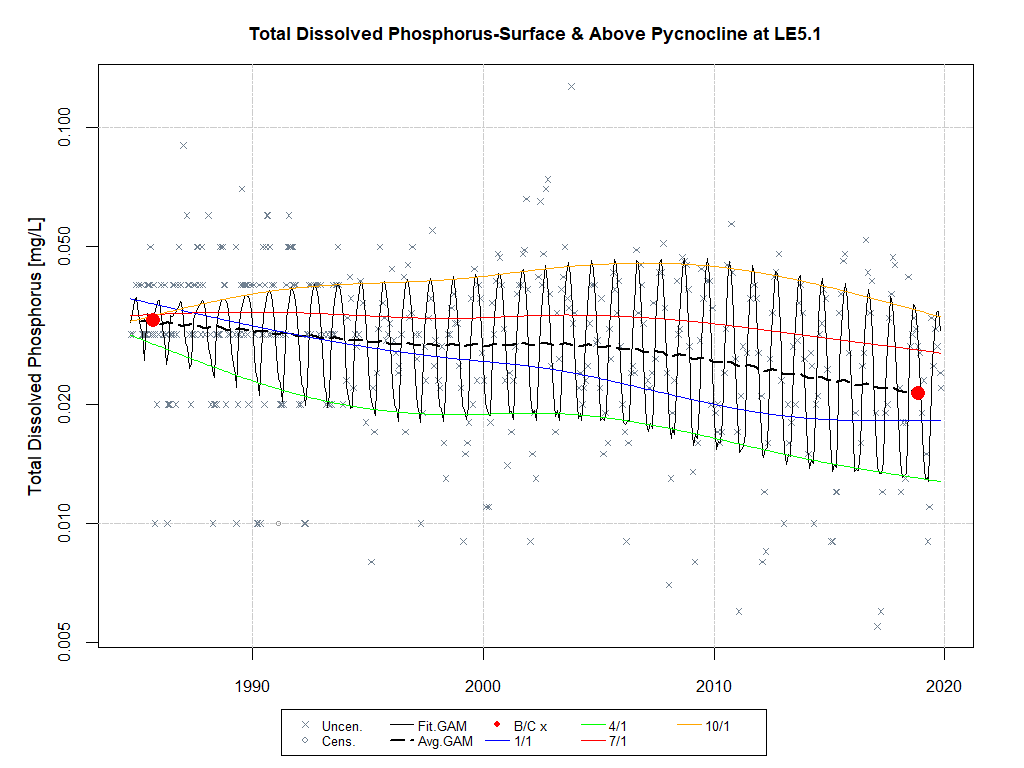 Total Dissolved Phosphorus-Surface & Above Pycnocline at LE5.1
Total Dissolved Phosphorus [mg/L]
0.100
0.050
0.020
0.010
0.005
1990 2000 2010 2020
Uncen. Fit.GAM B/C x 4/1 10/1
Cens. Avg.GAM 1/1 7/1